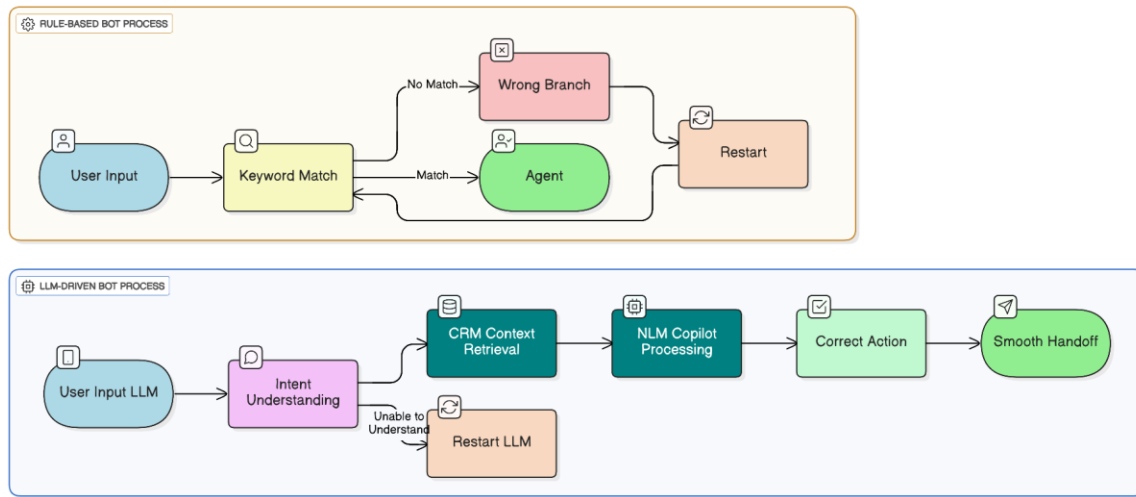 RULE-BASED BOT PROCESS
No Match
Wrong Branch
User Input
Keyword Match
Match
Agent
Restart
LLM-DRIVEN BOT PROCESS
User Input LLM
Intent
Understanding
CRM Context
Retrieval
NLM Copilot
Processing
Correct Action
Smooth Handoff
Unable to
Understand
Restart LLM